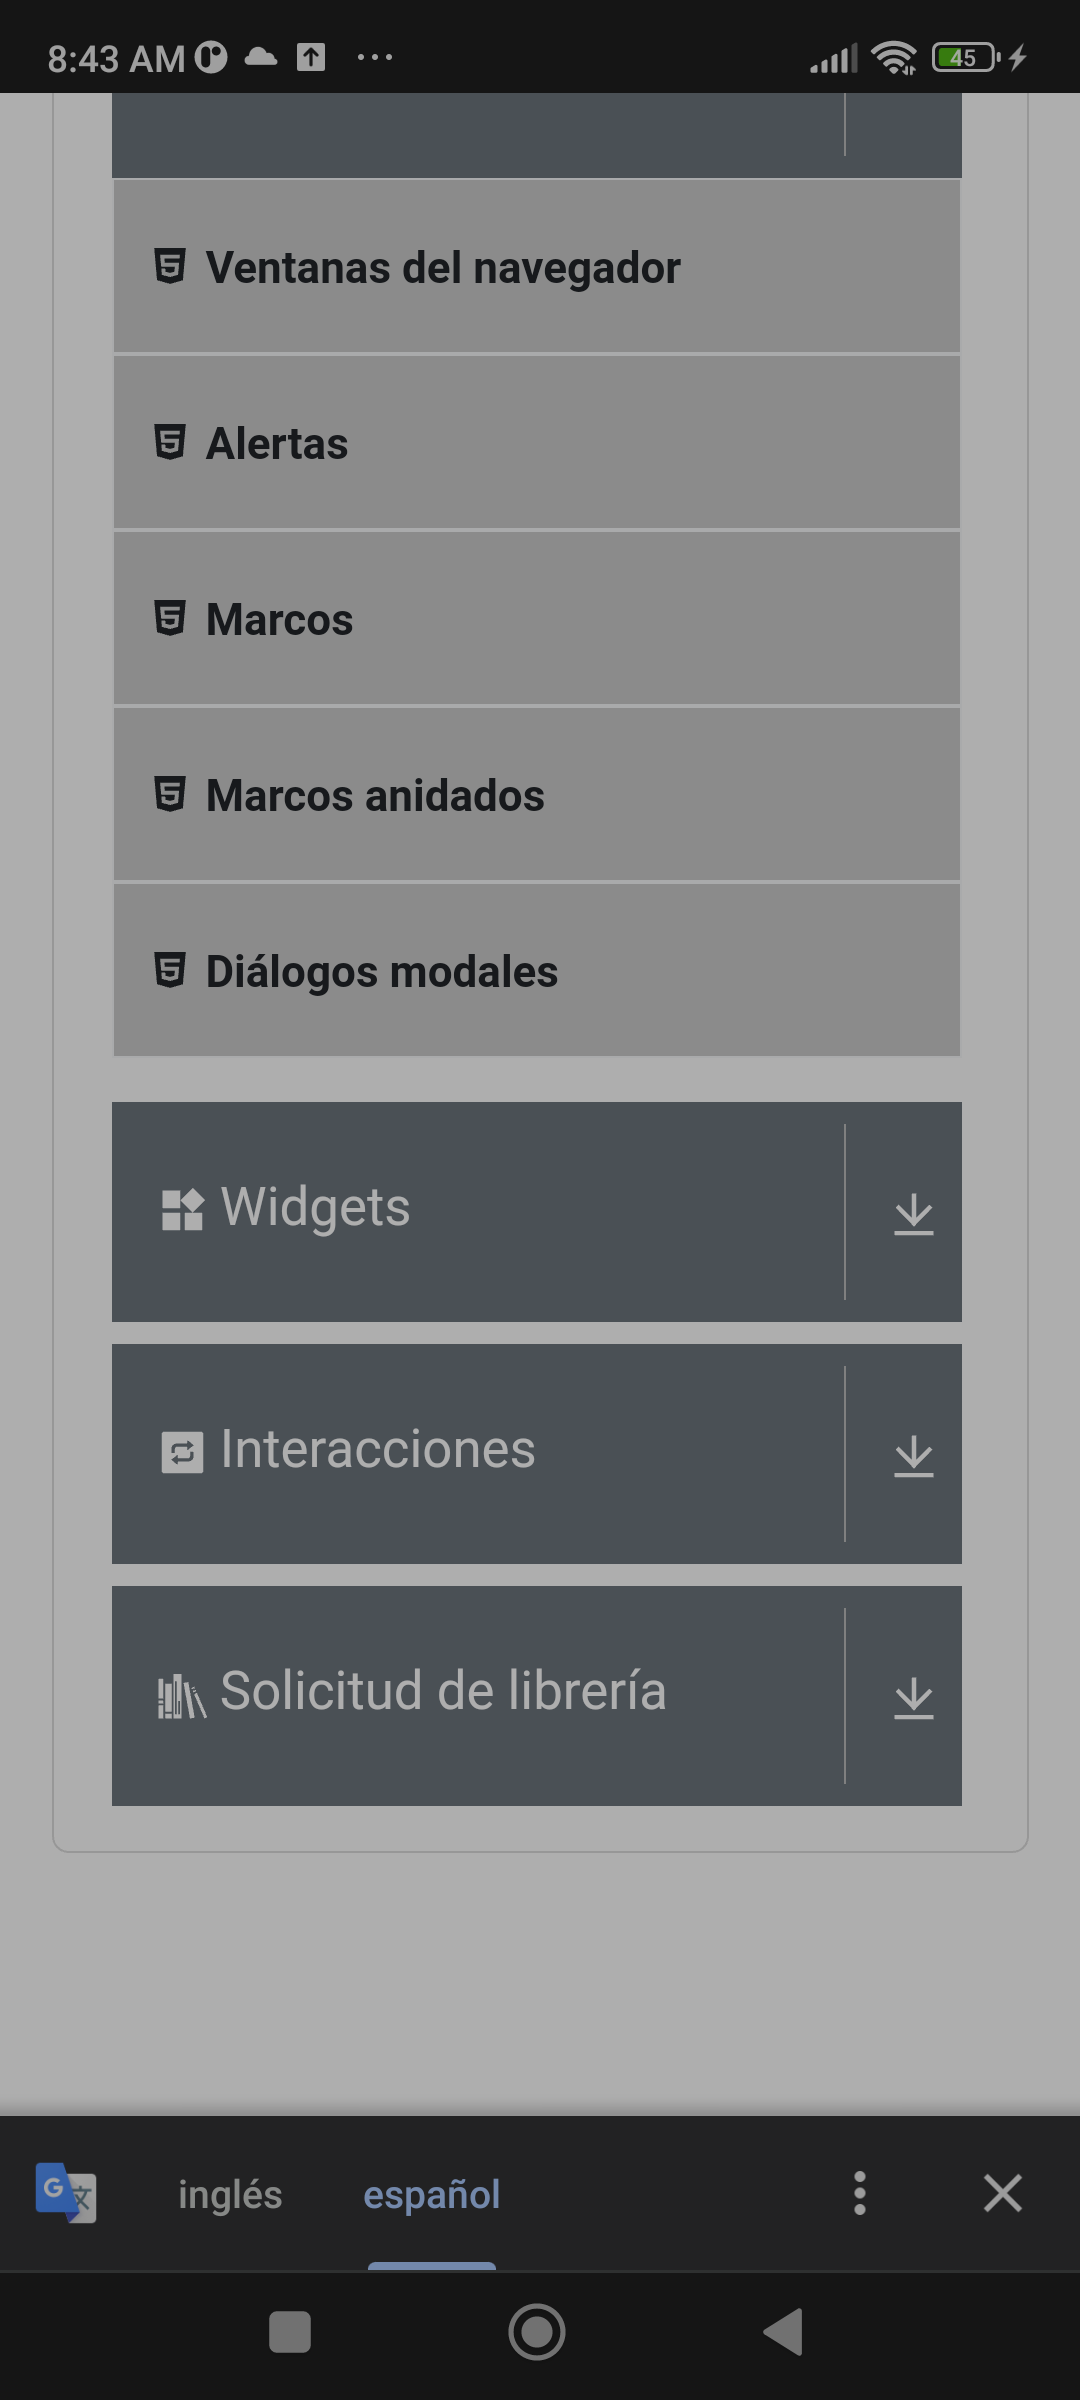 8:43 AM
45
Ventanas del navegador
Alertas
Marcos
Marcos anidados
Diálogos modales
Widgets
Interacciones
Solicitud de librería
inglés español